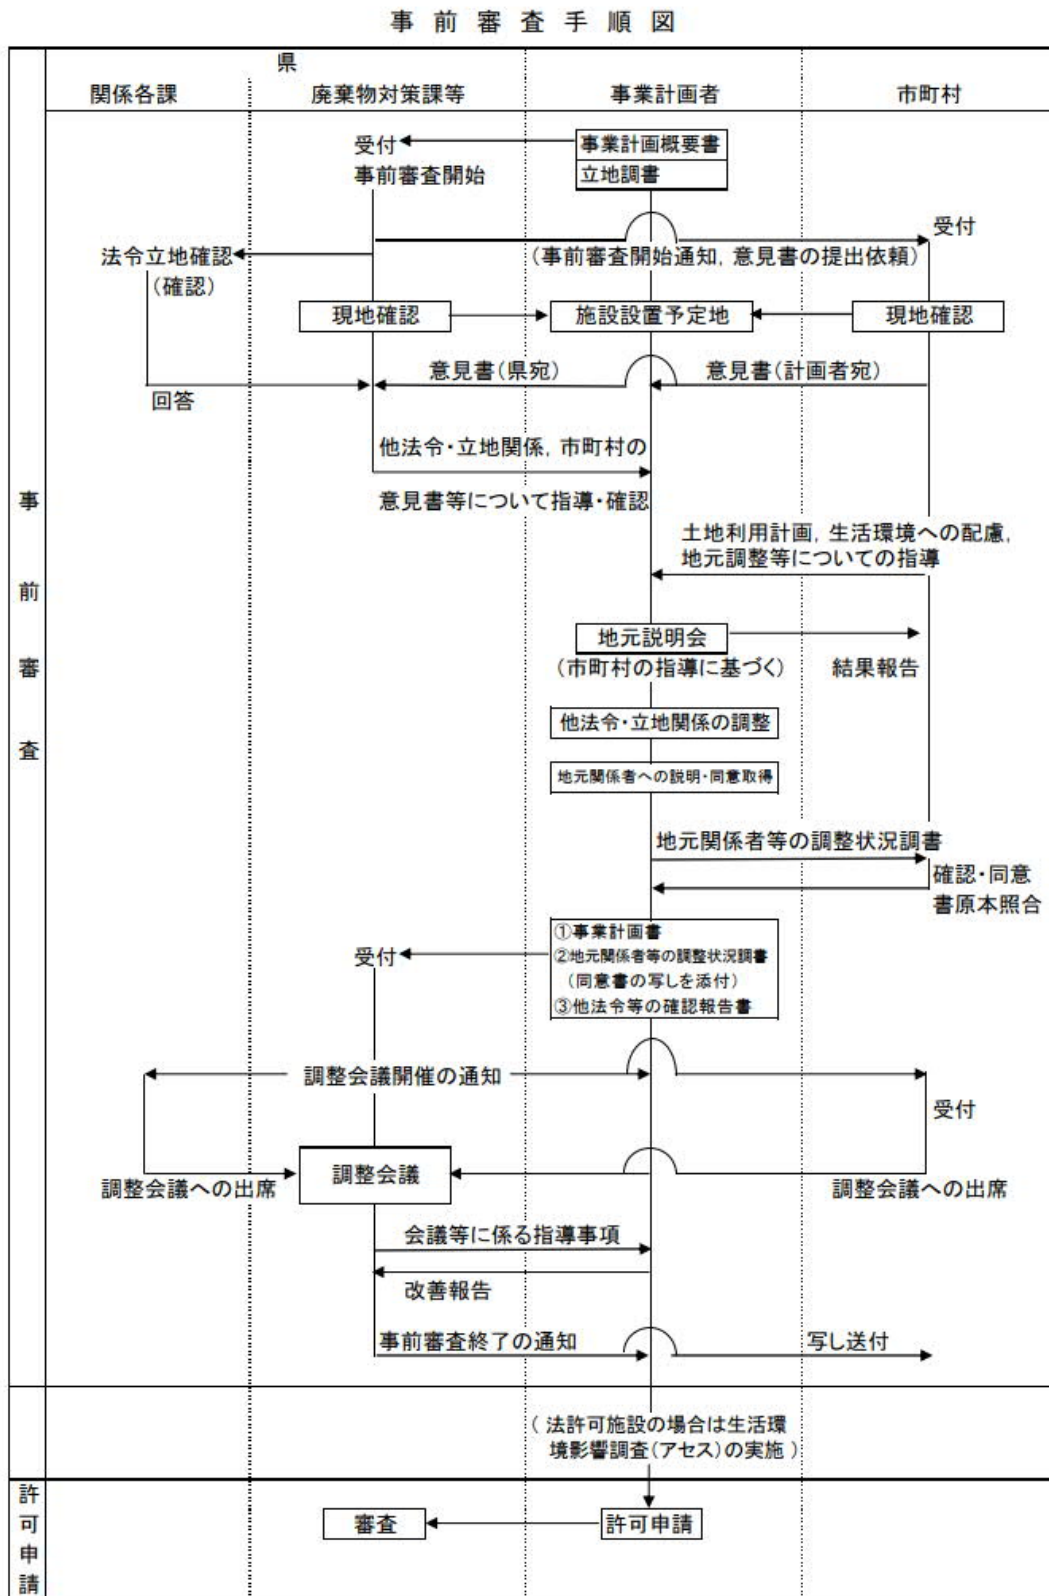 事前審査手順図
県
関係各課
廃棄物対策課等
事業計画者
市町村
受付
事業計画概要書
立地調書
事前審査開始
受付
法令立地確認
（確認）
（事前審査開始通知，意見書の提出依頼）
現地確認
施設設置予定地
現地確認
意見書（県宛）
意見書（計画者宛）
回答
他法令・立地関係，市町村の
意見書等について指導・確認
土地利用計画，生活環境への配慮，
地元調整等についての指導
地元説明会
（市町村の指導に基づく）
結果報告
他法令・立地関係の調整
地元関係者への説明・同意取得
地元関係者等の調整状況調書
確認・同意
書原本照合
①事業計画書
②地元関係者等の調整状況調書
（同意書の写しを添付）
③他法令等の確認報告書
受付
調整会議開催の通知
受付
調整会議
調整会議への出席
調整会議への出席
会議等に係る指導事項
改善報告
事前審査終了の通知
写し送付
事前審査
（ 法許可施設の場合は生活環
境影響調査（アセス）の実施 ）
許可申請
審査
許可申請